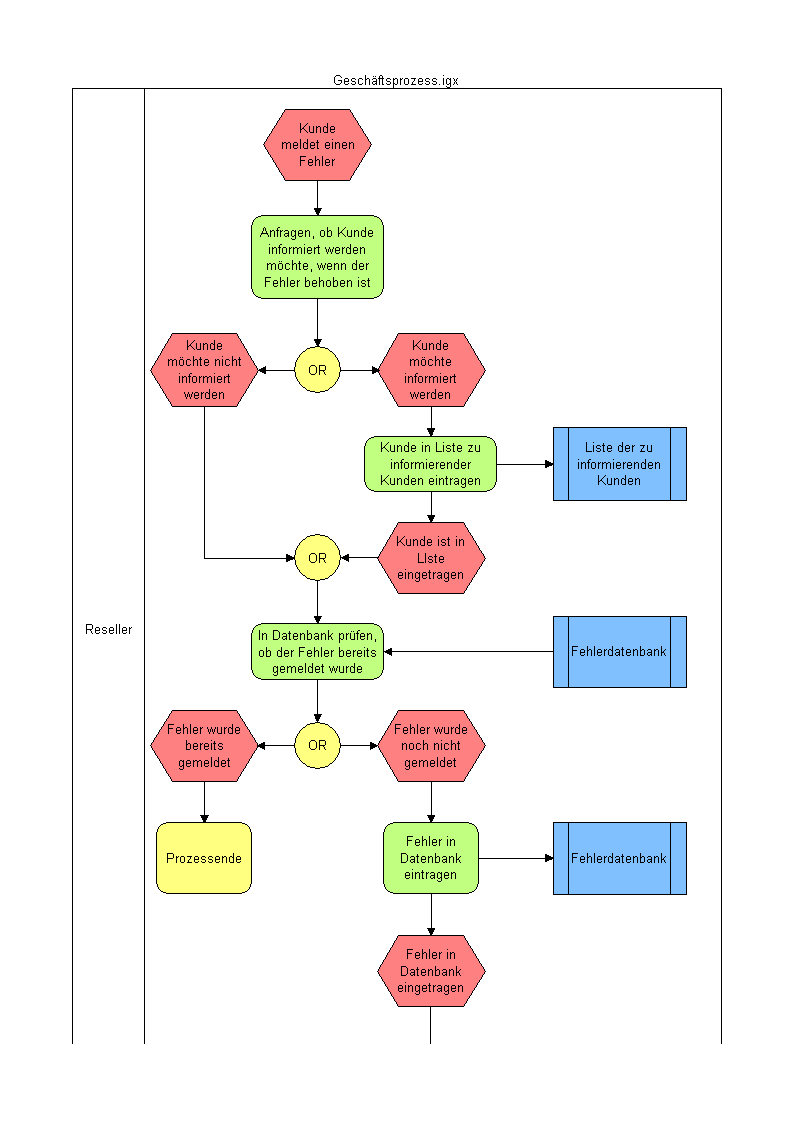 Geschäftsprozess.igx
Reseller
Kunde
meldet einen
Fehler
Anfragen, ob Kunde
informiert werden
möchte, wenn der
Fehler behoben ist
Kunde
möchte nicht
informiert
werden
OR
Kunde
möchte
informiert
werden
Kunde in Liste zu
informierender
Kunden eintragen
Liste der zu
informierenden
Kunden
OR
Kunde ist in
LIste
eingetragen
In Datenbank prüfen,
ob der Fehler bereits
gemeldet wurde
Fehlerdatenbank
Fehler wurde
bereits
gemeldet
OR
Fehler wurde
noch nicht
gemeldet
Prozessende
Fehler in
Datenbank
eintragen
Fehlerdatenbank
Fehler in
Datenbank
eingetragen